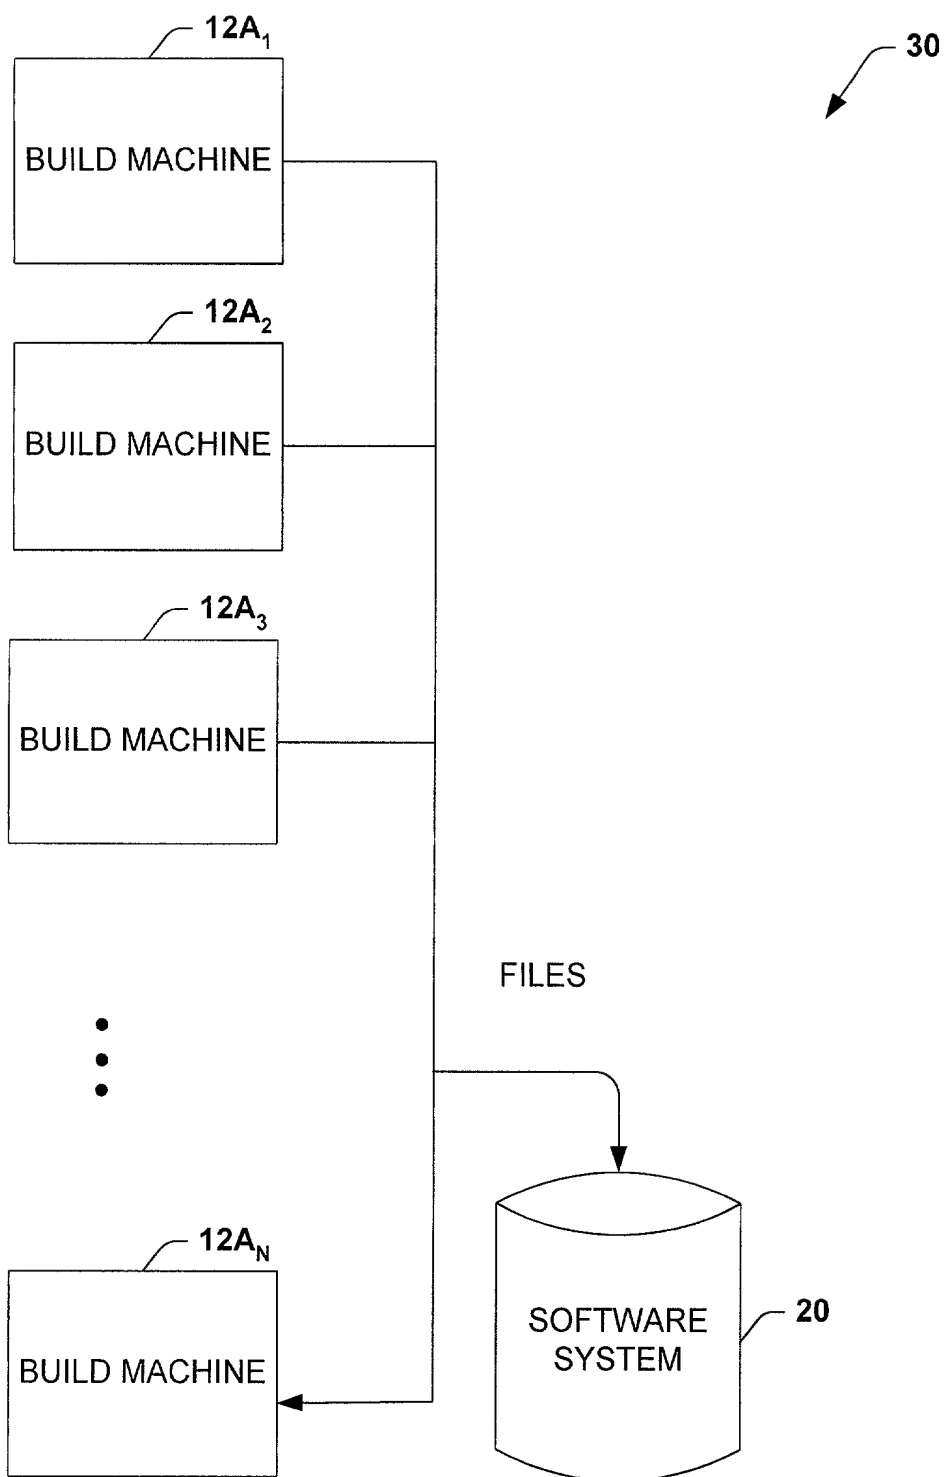 12A₁
30
BUILD MACHINE
12A₂
BUILD MACHINE
12A₃
BUILD MACHINE
FILES
12Aₙ
BUILD MACHINE
20
SOFTWARE
SYSTEM